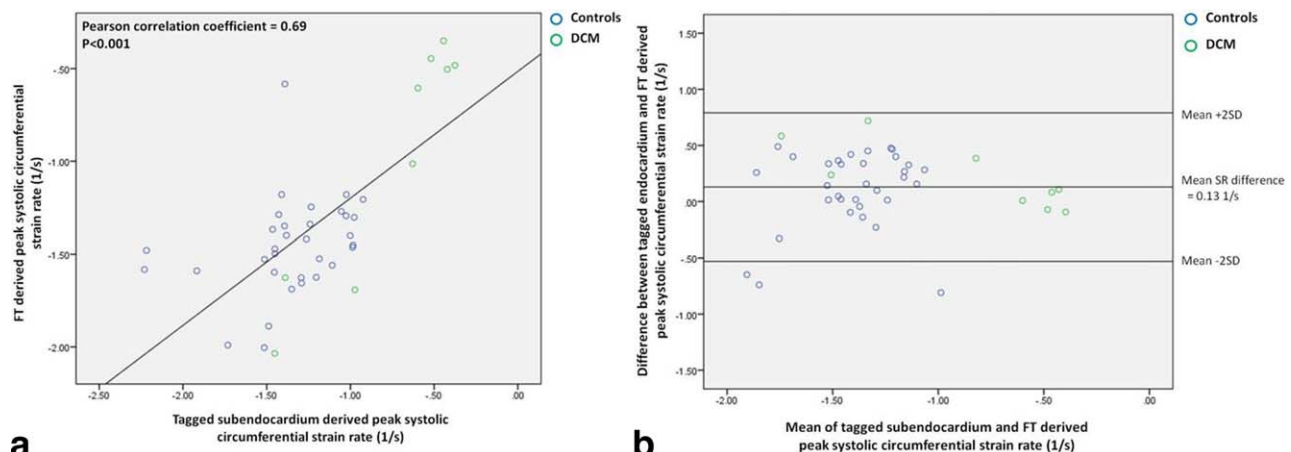 Pearson correlation coefficient = 0.69
P<0.001
Controls
DCM
FT derived peak systolic circumferential
strain rate (1/s)
-.50
-1.00
-1.50
-2.00
-2.50 -2.00 -1.50 -1.00 -.50 .00
Tagged subendocardium derived peak systolic
circumferential strain rate (1/s)
a
Controls
DCM
Difference between tagged endocardium and FT derived
peak systolic circumferential strain rate (1/s)
1.50
1.00
.50
.00
-.50
-1.00
-1.50
Mean +2SD
Mean SR difference
= 0.13 1/s
Mean -2SD
-2.00 -1.50 -1.00 -.50 .00
Mean of tagged subendocardium and FT derived
peak systolic circumferential strain rate (1/s)
b